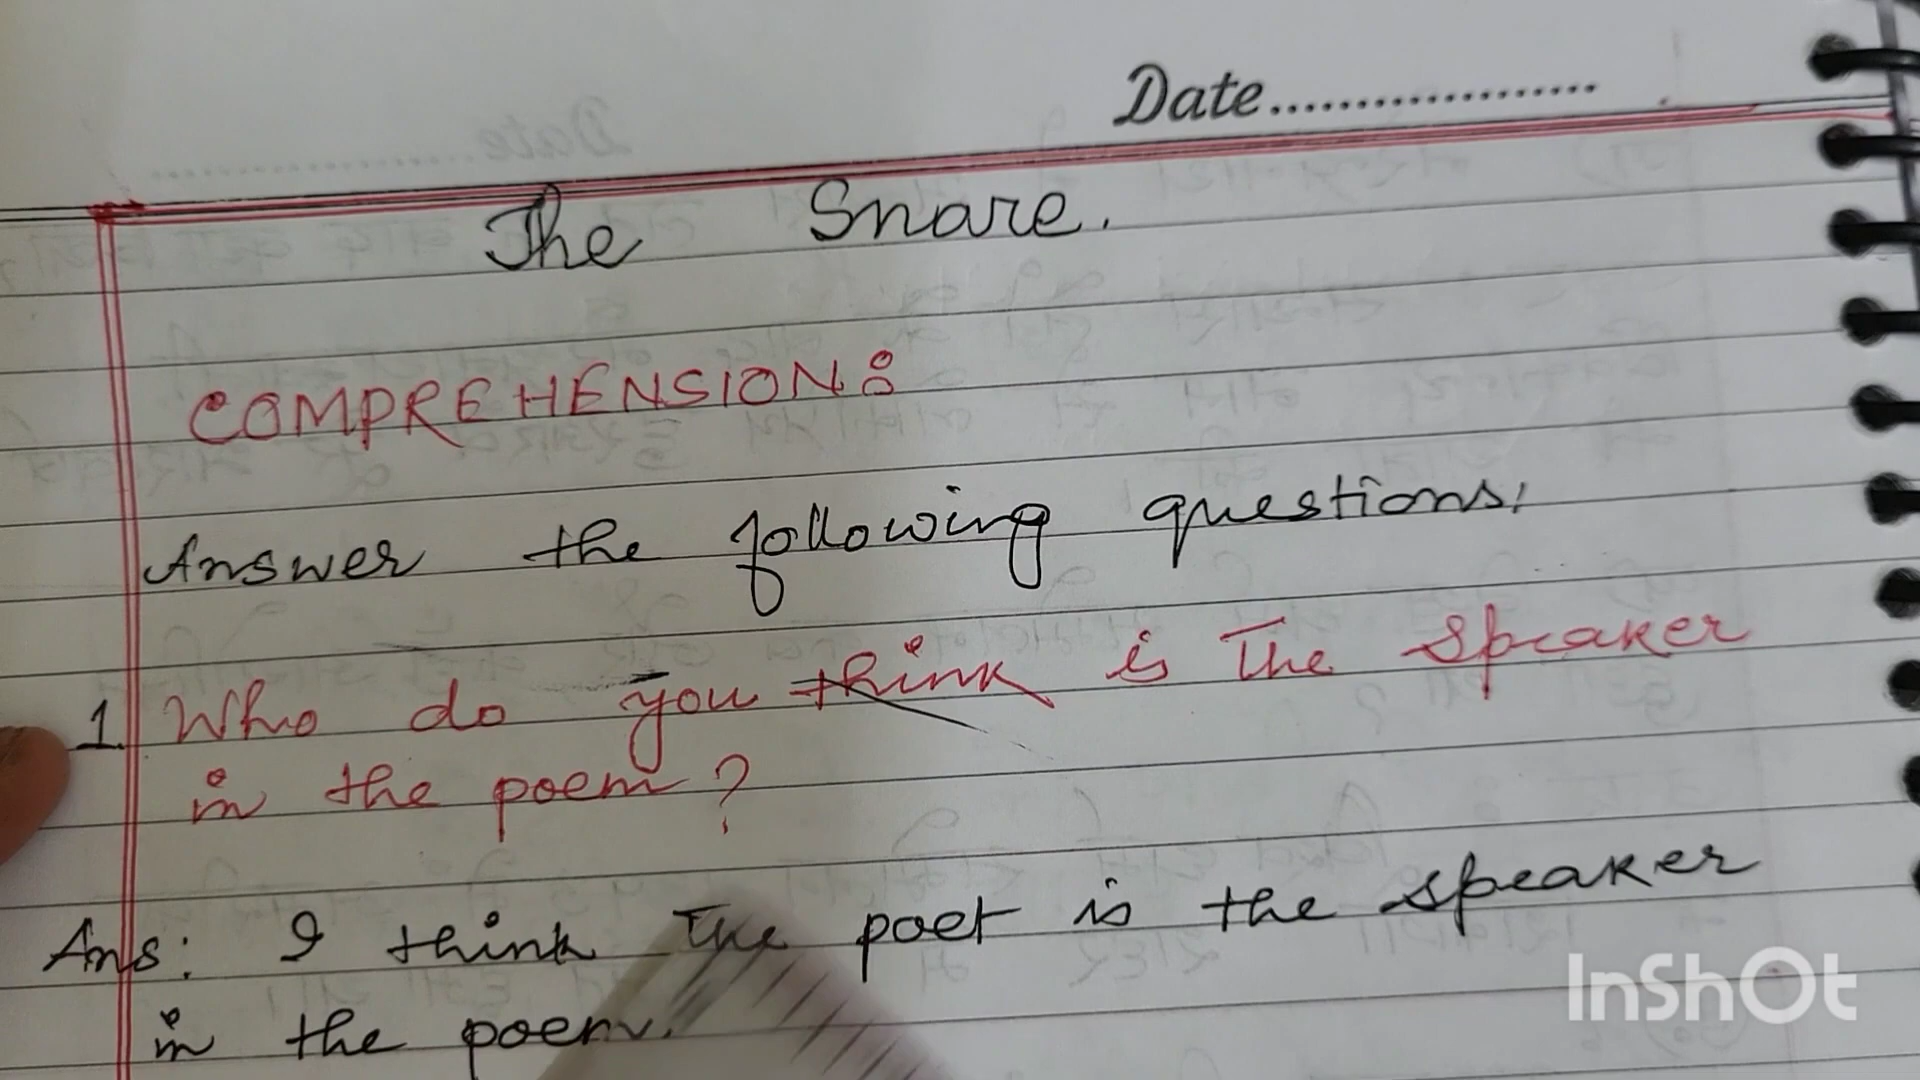 Date...................
The Snare.
COMPREHENSION:
Answer the following questions.
1 Who do you think is The Speaker
in the poem?
Ans: I think The poet is the speaker
in the poem.
InShOt